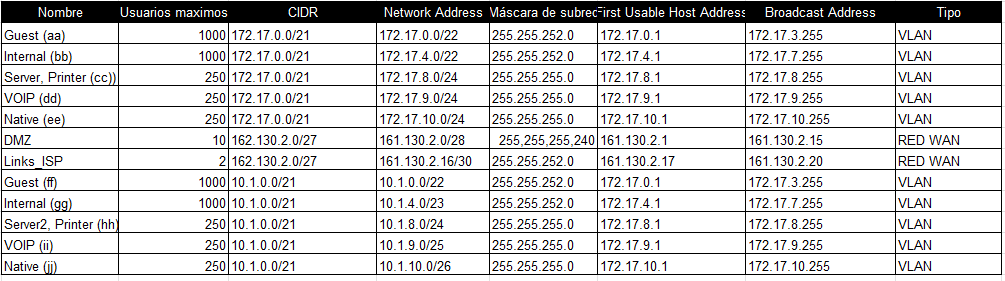 Nombre Usuarios maximos CIDR Network Address Máscara de subred First Usable Host Address Broadcast Address Tipo
Guest (aa) 1000 172.17.0.0/21 172.17.0.0/22 255.255.252.0 172.17.0.1 172.17.3.255 VLAN
Internal (bb) 1000 172.17.0.0/21 172.17.4.0/22 255.255.252.0 172.17.4.1 172.17.7.255 VLAN
Server, Printer (cc)) 250 172.17.0.0/21 172.17.8.0/24 255.255.255.0 172.17.8.1 172.17.8.255 VLAN
VOIP (dd) 250 172.17.0.0/21 172.17.9.0/24 255.255.255.0 172.17.9.1 172.17.9.255 VLAN
Native (ee) 250 172.17.0.0/21 172.17.10.0/24 255.255.255.0 172.17.10.1 172.17.10.255 VLAN
DMZ 10 162.130.2.0/27 161.130.2.0/28 255,255,255,240 161.130.2.1 161.130.2.15 RED WAN
Links_ISP 2 162.130.2.0/27 161.130.2.16/30 255.255.252.0 161.130.2.17 161.130.2.20 RED WAN
Guest (ff) 1000 10.1.0.0/21 10.1.0.0/22 255.255.252.0 172.17.0.1 172.17.3.255 VLAN
Internal (gg) 1000 10.1.0.0/21 10.1.4.0/23 255.255.252.0 172.17.4.1 172.17.7.255 VLAN
Server2, Printer (hh) 250 10.1.0.0/21 10.1.8.0/24 255.255.255.0 172.17.8.1 172.17.8.255 VLAN
VOIP (ii) 250 10.1.0.0/21 10.1.9.0/25 255.255.255.0 172.17.9.1 172.17.9.255 VLAN
Native (jj) 250 10.1.0.0/21 10.1.10.0/26 255.255.255.0 172.17.10.1 172.17.10.255 VLAN